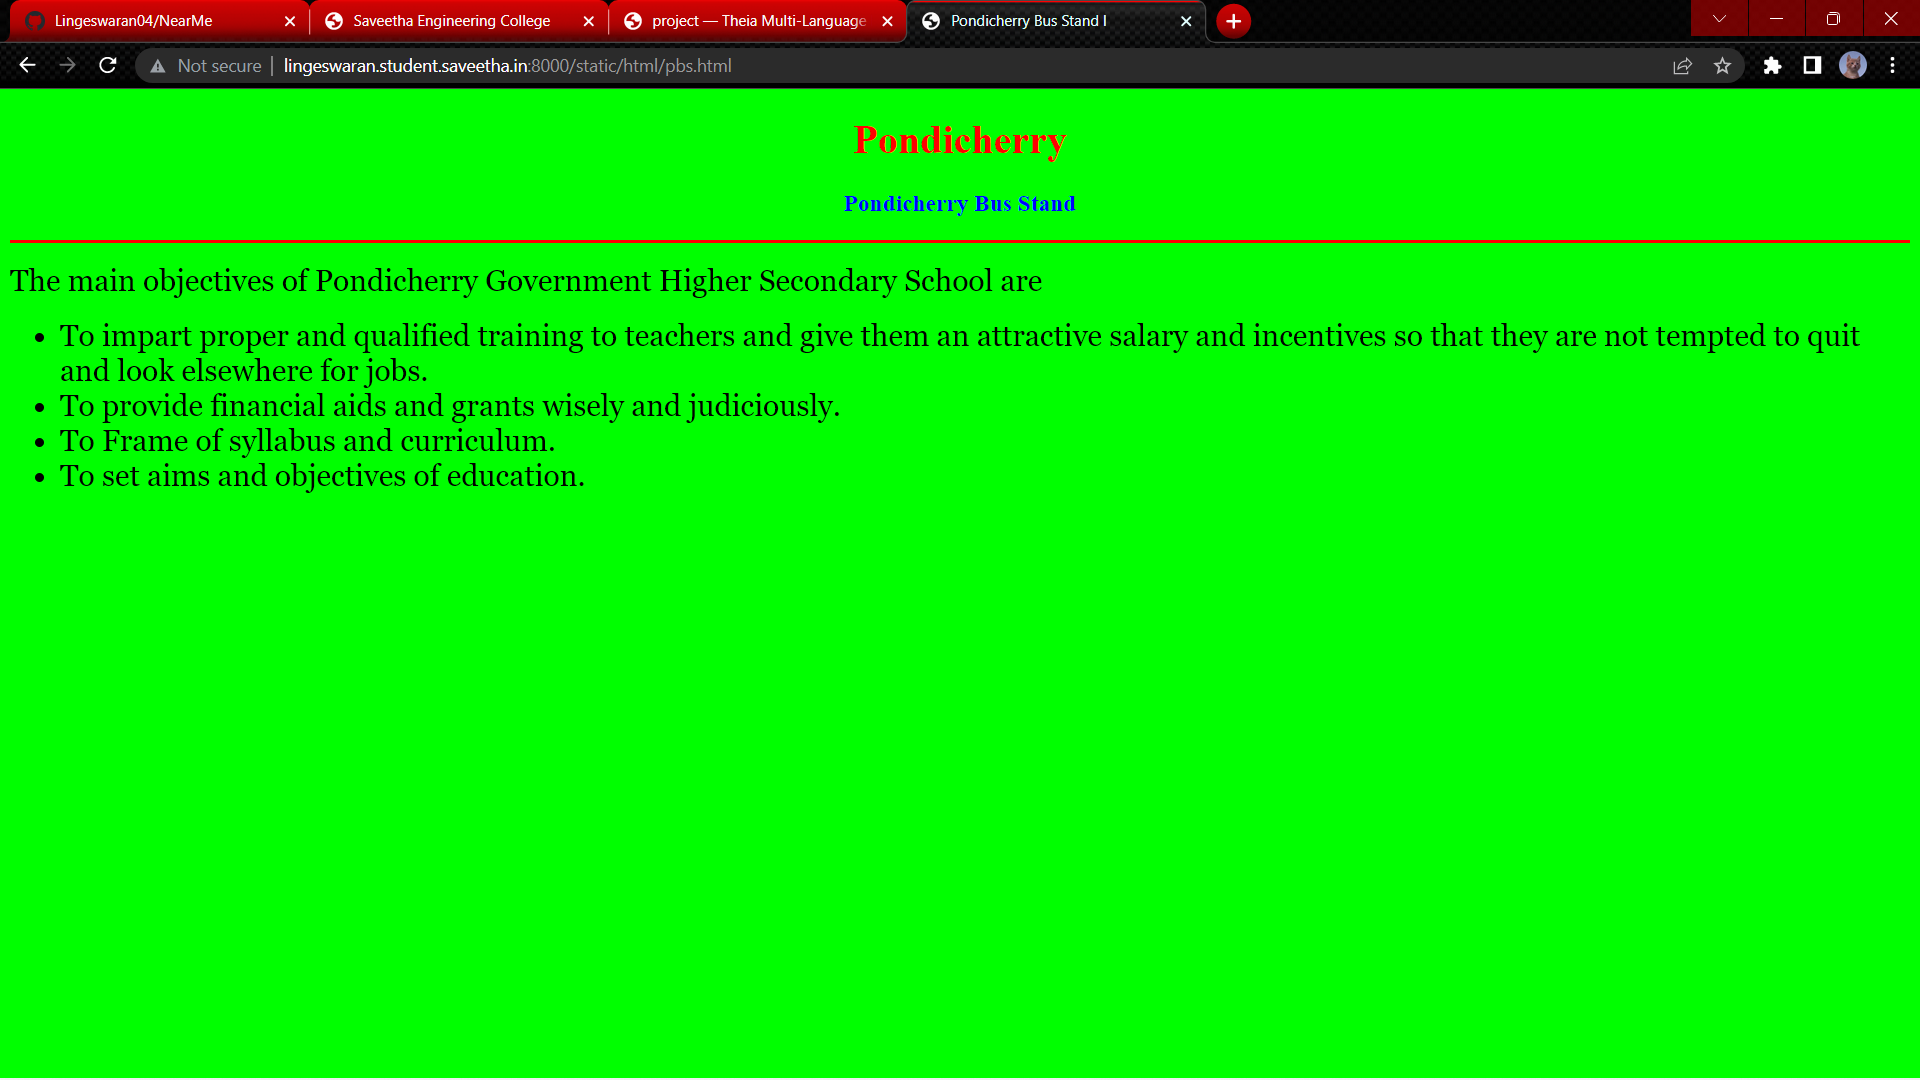 Lingeswaran04/NearMe
Saveetha Engineering College
project — Theia Multi-Language
Pondicherry Bus Stand I
Not secure
lingeswaran.student.saveetha.in:8000/static/html/pbs.html
Pondicherry
Pondicherry Bus Stand
The main objectives of Pondicherry Government Higher Secondary School are
• To impart proper and qualified training to teachers and give them an attractive salary and incentives so that they are not tempted to quit
and look elsewhere for jobs.
• To provide financial aids and grants wisely and judiciously.
• To Frame of syllabus and curriculum.
• To set aims and objectives of education.